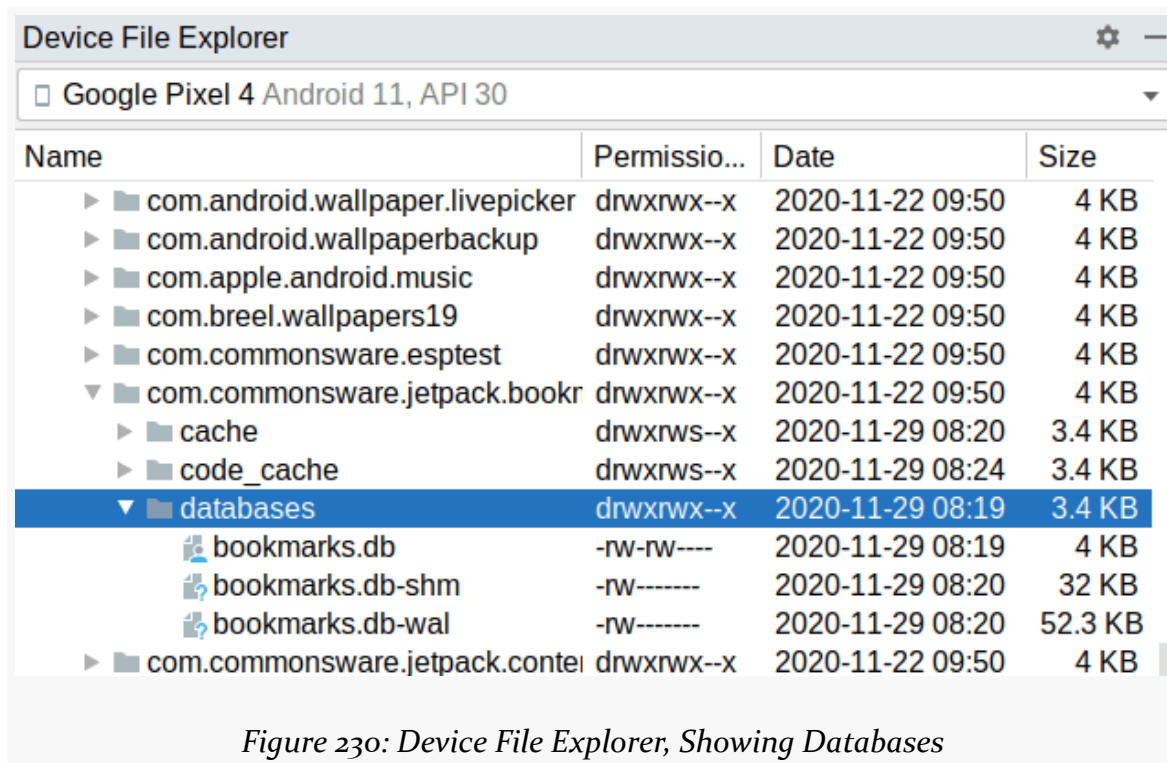 Device File Explorer
Google Pixel 4 Android 11, API 30
Name Permissio... Date Size
com.android.wallpaper.livepicker drwxrwx--x 2020-11-22 09:50 4 KB
com.android.wallpaperbackup drwxrwx--x 2020-11-22 09:50 4 KB
com.apple.android.music drwxrwx--x 2020-11-22 09:50 4 KB
com.breel.wallpapers19 drwxrwx--x 2020-11-22 09:50 4 KB
com.commonsware.esptest drwxrwx--x 2020-11-22 09:50 4 KB
com.commonsware.jetpack.bookr drwxrwx--x 2020-11-22 09:50 4 KB
cache drwxrws--x 2020-11-29 08:20 3.4 KB
code_cache drwxrws--x 2020-11-29 08:24 3.4 KB
databases drwxrwx--x 2020-11-29 08:19 3.4 KB
bookmarks.db -rw-rw---- 2020-11-29 08:19 4 KB
bookmarks.db-shm -rw------- 2020-11-29 08:20 32 KB
bookmarks.db-wal -rw------- 2020-11-29 08:20 52.3 KB
com.commonsware.jetpack.conte drwxrwx--x 2020-11-22 09:50 4 KB
Figure 230: Device File Explorer, Showing Databases